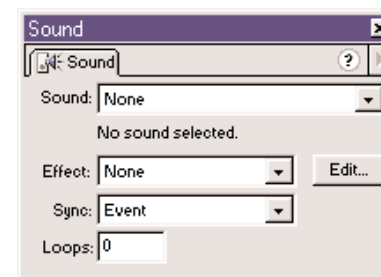 Sound
Sound ?
Sound: None
No sound selected.
Effect: None Edit...
Sync: Event
Loops: 0